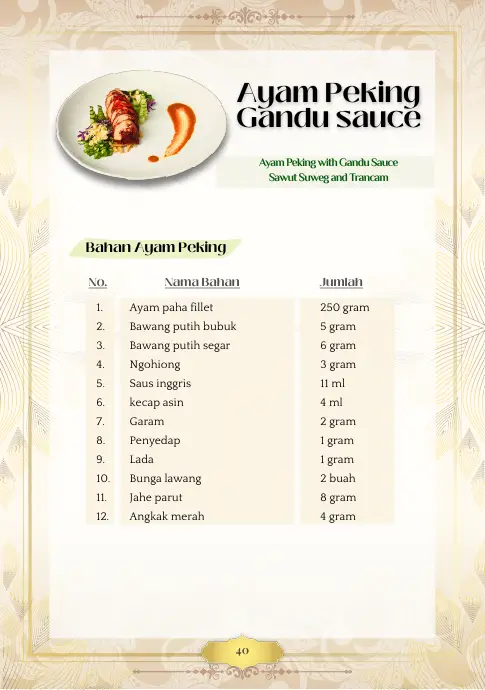 Ayam Peking
Gandu sauce
Ayam Peking with Gandu Sauce
Sawut Suweg and Trancam
Bahan Ayam Peking
No. Nama Bahan Jumlah
1. Ayam paha fillet 250 gram
2. Bawang putih bubuk 5 gram
3. Bawang putih segar 6 gram
4. Ngohiong 3 gram
5. Saus inggris 11 ml
6. kecap asin 4 ml
7. Garam 2 gram
8. Penyedap 1 gram
9. Lada 1 gram
10. Bunga lawang 2 buah
11. Jahe parut 8 gram
12. Angkak merah 4 gram
40